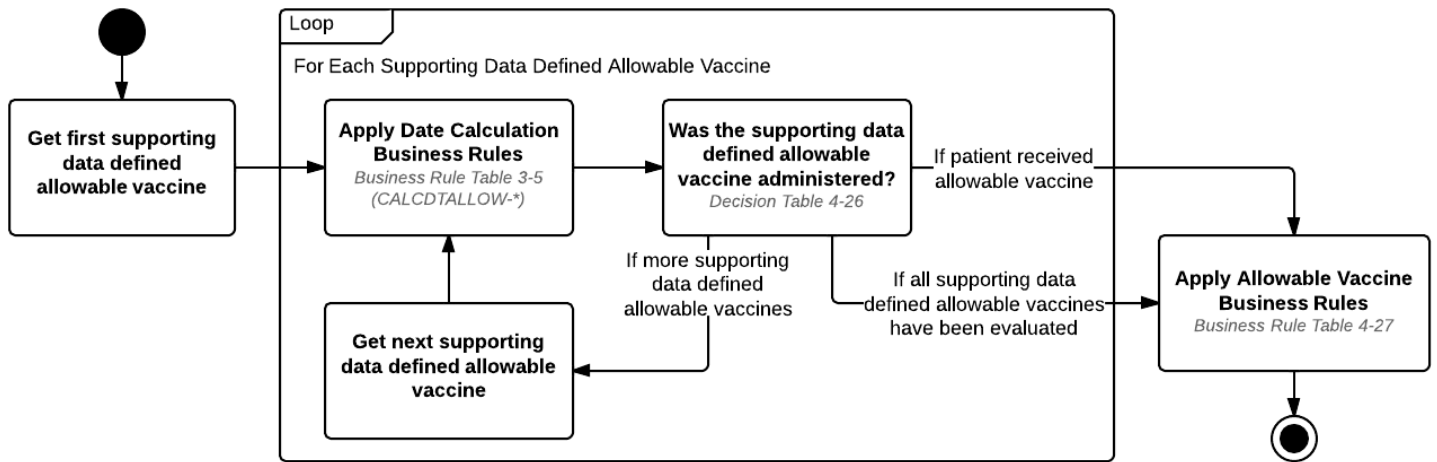 Loop
For Each Supporting Data Defined Allowable Vaccine
Get first supporting
data defined
allowable vaccine
Apply Date Calculation
Business Rules
Business Rule Table 3-5
(CALCDTALLOW-*)
Was the supporting data
defined allowable
vaccine administered?
Decision Table 4-26
If patient received
allowable vaccine
If more supporting
data defined
allowable vaccines
If all supporting data
defined allowable vaccines
have been evaluated
Get next supporting
data defined allowable
vaccine
Apply Allowable Vaccine
Business Rules
Business Rule Table 4-27